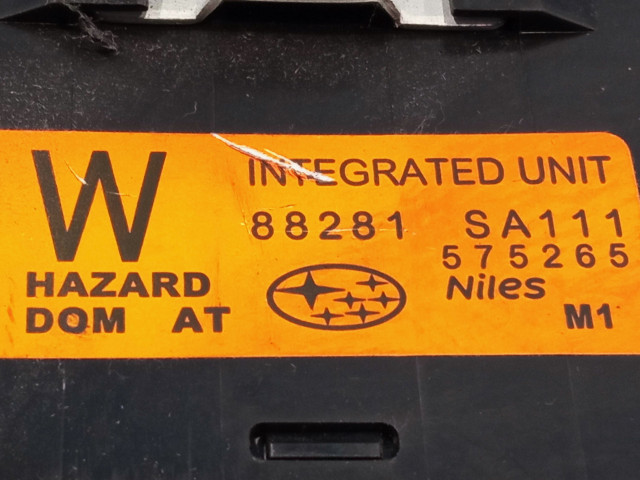 W
INTEGRATED UNIT
88281 SA111
575265
HAZARD
Niles
DOM AT
M1